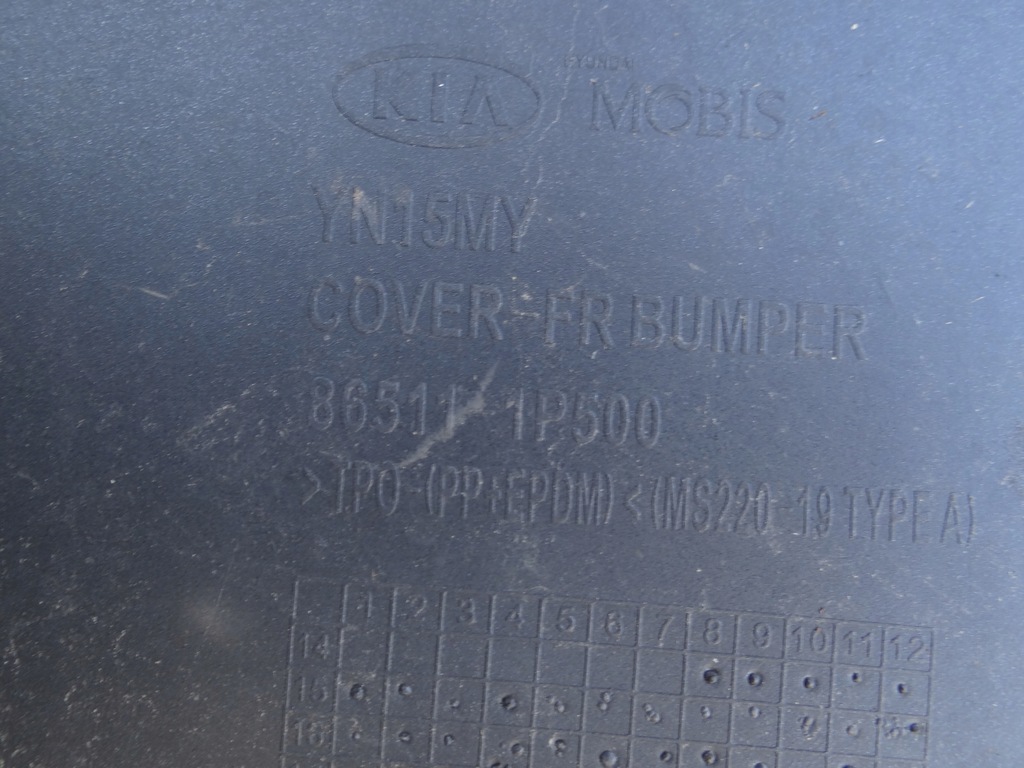 KIA HYUNDAI
MOBIS
YN15MY
COVER-FR BUMPER
86511-1P500
>TPO-(PP+EPDM)<(MS220-19 TYPE A)
1 2 3 4 5 6 7 8 9 10 11 12
14
15
16